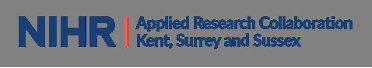 NIHR | Applied Research Collaboration
Kent, Surrey and Sussex